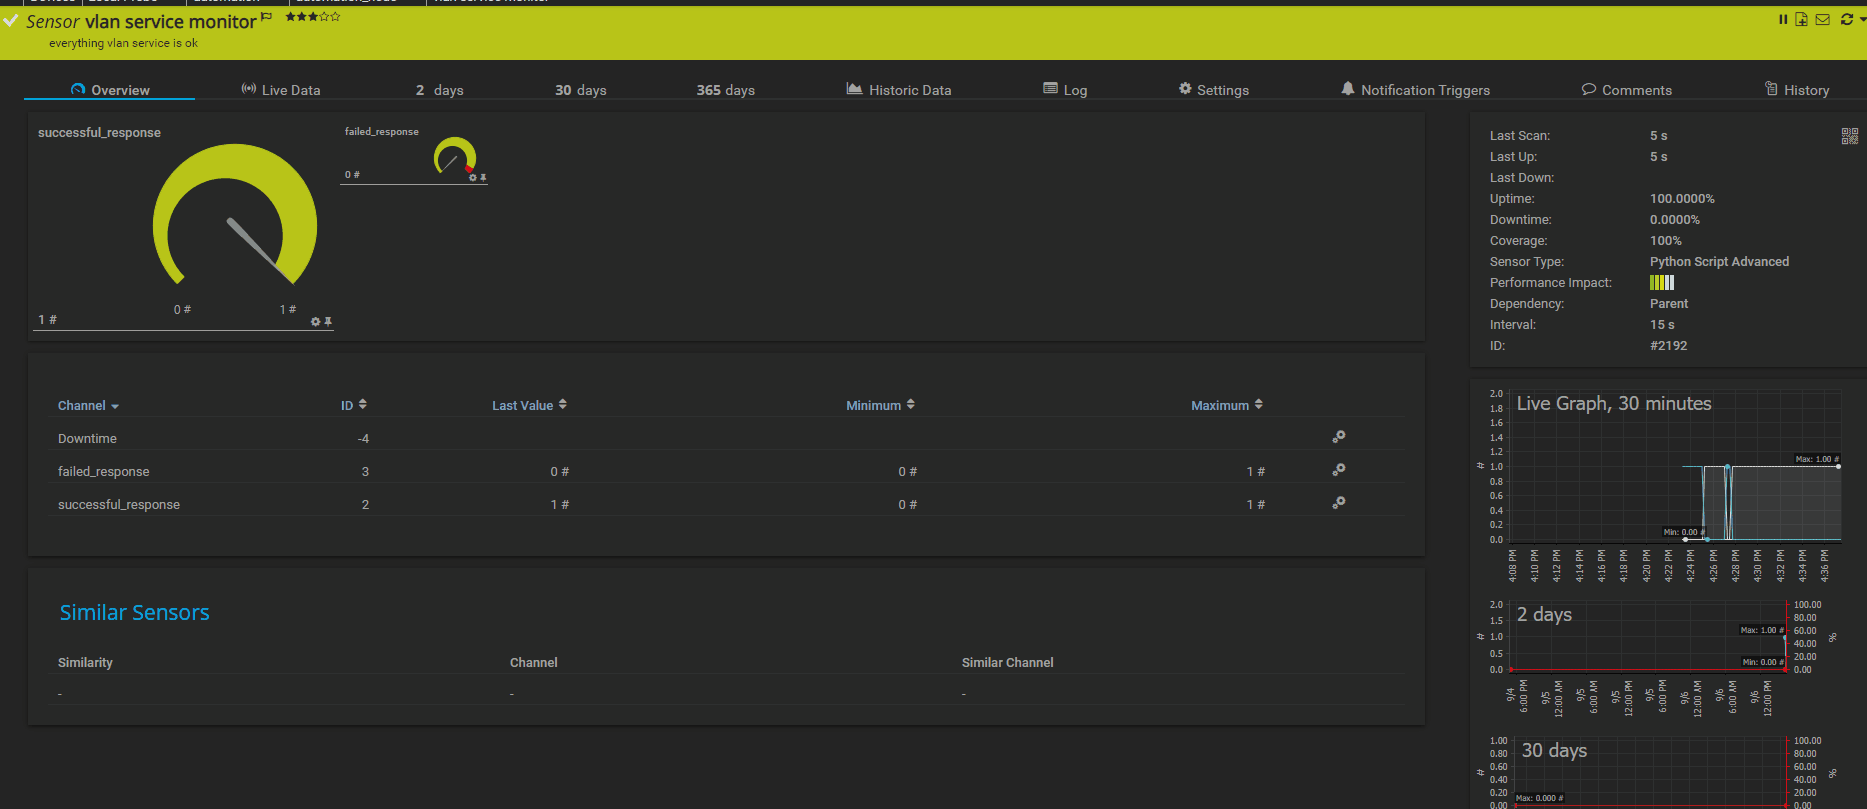 Sensor vlan service monitor
everything vlan service is ok
Overview Live Data 2 days 30 days 365 days Historic Data Log Settings Notification Triggers Comments History
successful_response
0 # 1 #
1 #
failed_response
0 #
Channel ID Last Value Minimum Maximum
Downtime -4
failed_response 3 0 # 0 # 1 #
successful_response 2 1 # 0 # 1 #
Similar Sensors
Similarity Channel Similar Channel
- - -
Last Scan: 5 s
Last Up: 5 s
Last Down:
Uptime: 100.0000%
Downtime: 0.0000%
Coverage: 100%
Sensor Type: Python Script Advanced
Performance Impact:
Dependency: Parent
Interval: 15 s
ID: #2192
Live Graph, 30 minutes
2.0
1.8
1.6
1.4
1.2
1.0
0.8
0.6
0.4
0.2
0.0
#
Max: 1.00 #
Min: 0.00 #
4:08 PM 4:10 PM 4:12 PM 4:14 PM 4:16 PM 4:18 PM 4:20 PM 4:22 PM 4:24 PM 4:26 PM 4:28 PM 4:30 PM 4:32 PM 4:34 PM 4:36 PM
2 days
2.0
1.5
1.0
0.5
0.0
#
Max: 1.00 #
Min: 0.00 #
100.00
80.00
60.00
40.00
20.00
0.00
%
9/4 6:00 PM 9/5 12:00 AM 9/5 6:00 AM 9/5 12:00 PM 9/5 6:00 PM 9/6 12:00 AM 9/6 6:00 AM 9/6 12:00 PM
30 days
1.00
0.80
0.60
0.40
0.20
0.00
#
Max: 0.000 #
100.00
80.00
60.00
40.00
20.00
0.00
%